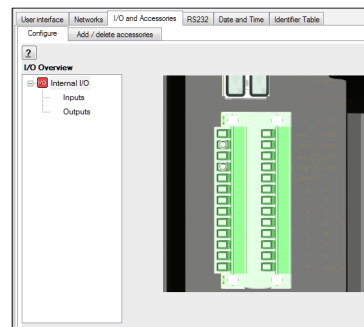 User interface Networks I/O and Accessories RS232 Date and Time Identifier Table
Configure Add / delete accessories
?
I/O Overview
I/O Internal I/O
Inputs
Outputs